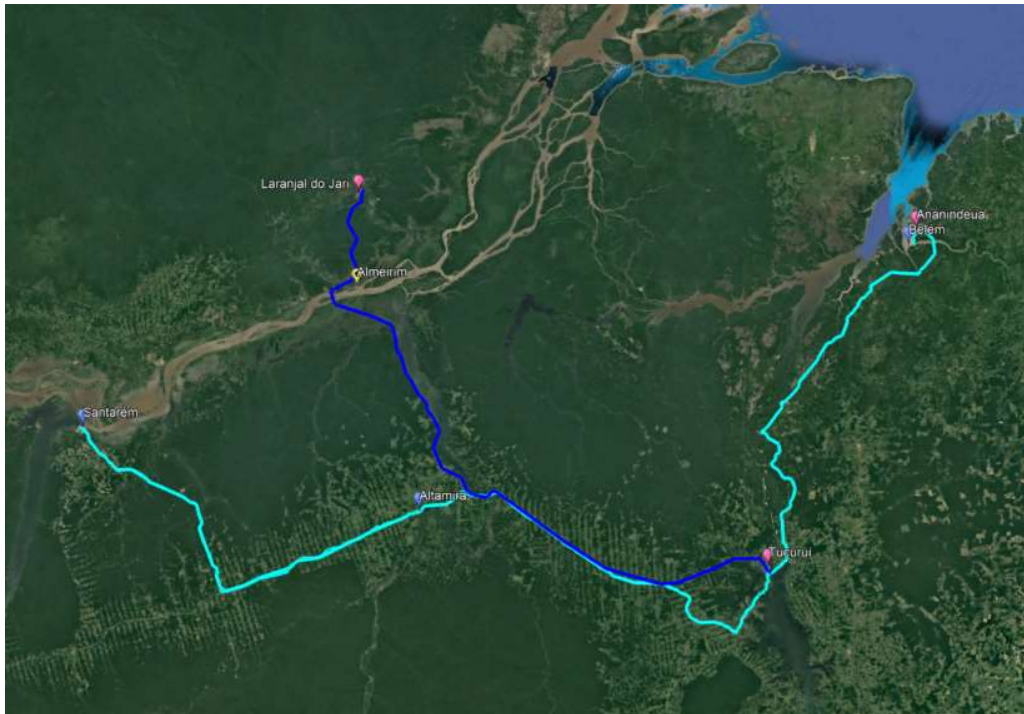 Laranjal do Jari
Ananindeua
Belém
Almeirim
Santarém
Altamira
Tucuruí